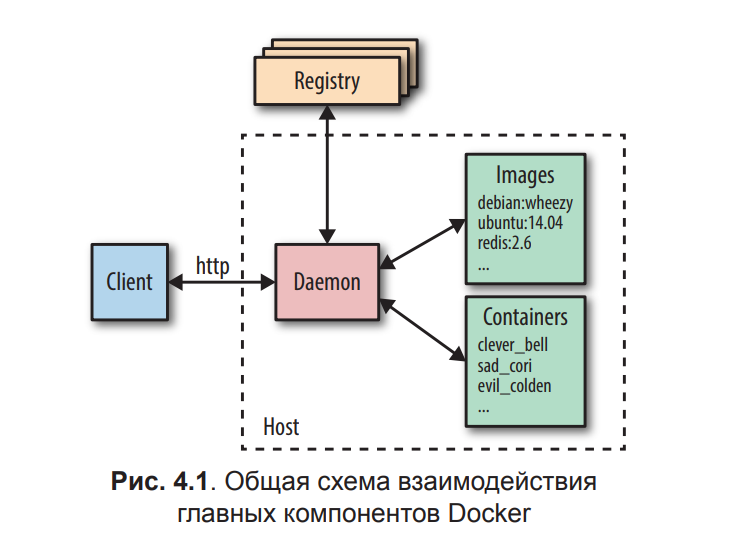 Registry
Client
http
Daemon
Images
debian:wheezy
ubuntu:14.04
redis:2.6
...
Containers
clever_bell
sad_cori
evil_colden
...
Host
Рис. 4.1. Общая схема взаимодействия
главных компонентов Docker